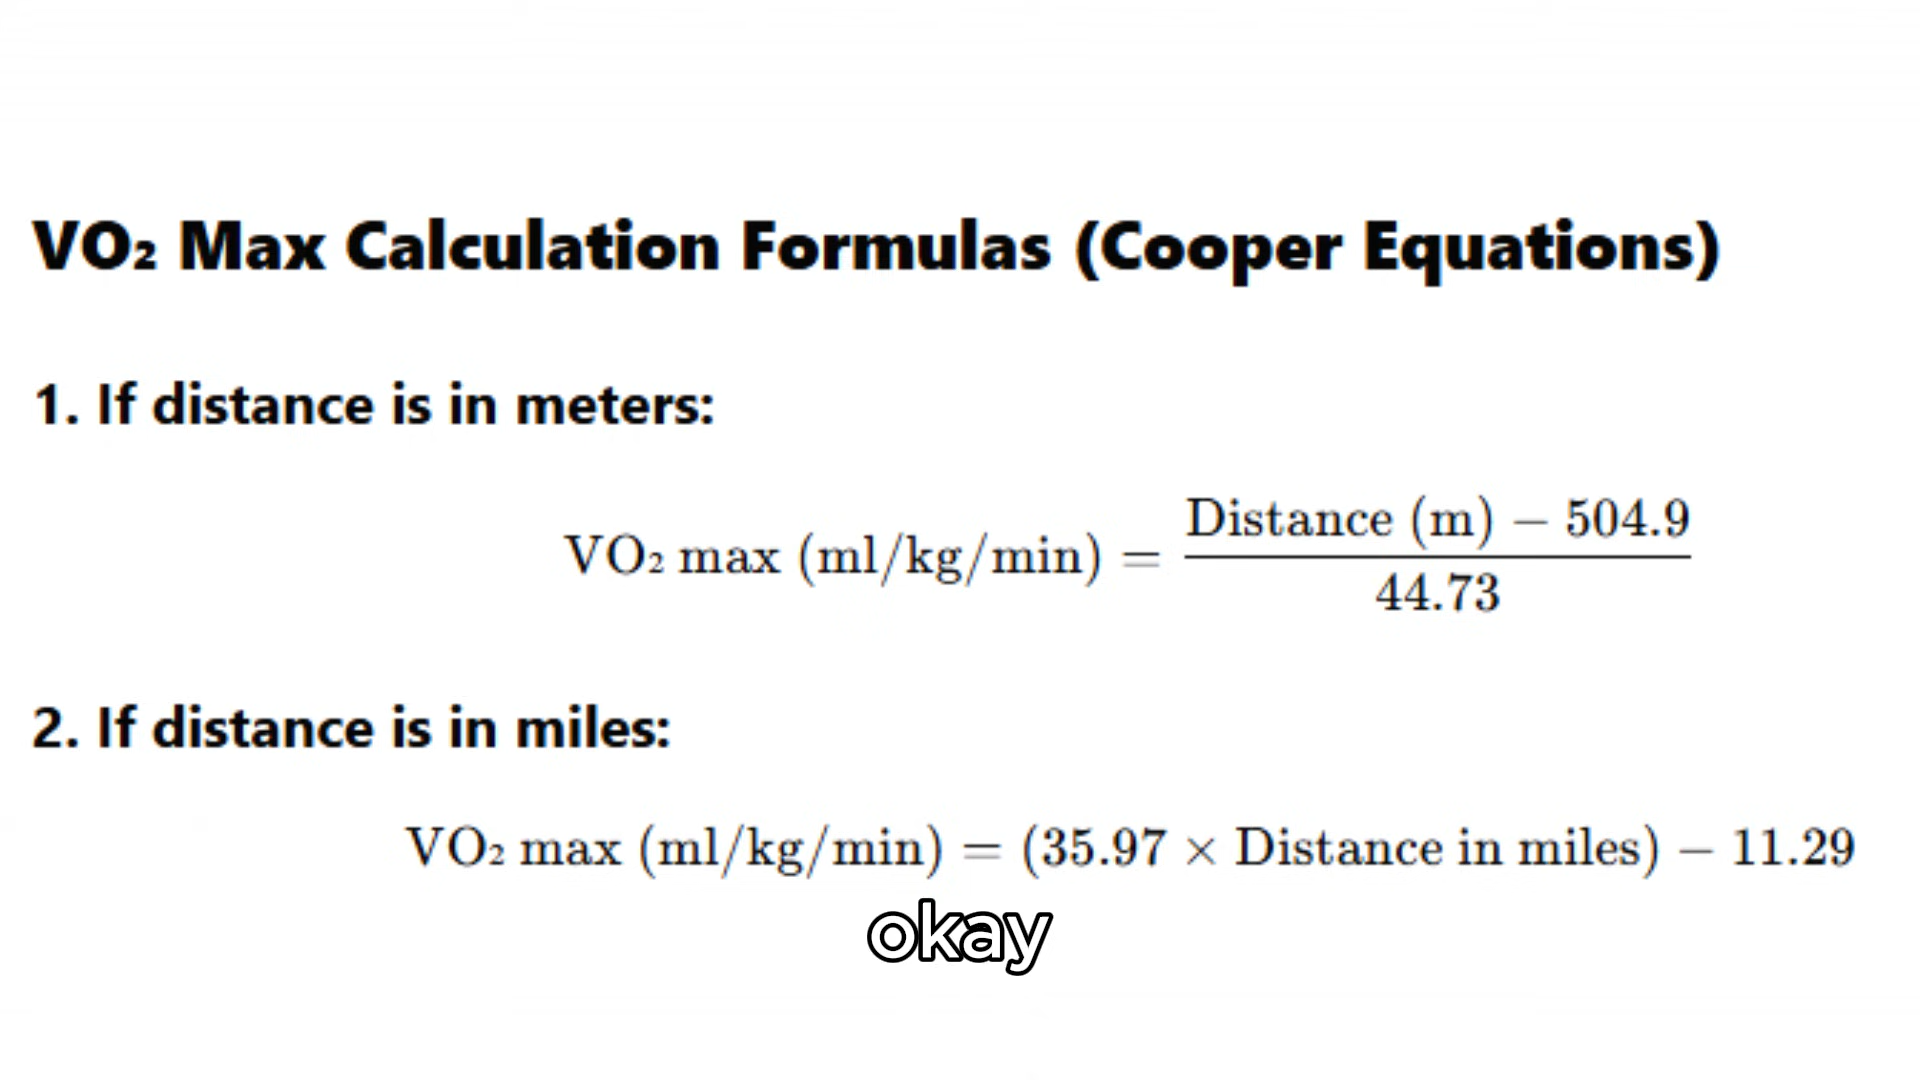 VO₂ Max Calculation Formulas (Cooper Equations)
1. If distance is in meters:
VO₂ max (ml/kg/min) = Distance (m) − 504.9 / 44.73
2. If distance is in miles:
VO₂ max (ml/kg/min) = (35.97 × Distance in miles) − 11.29
okay